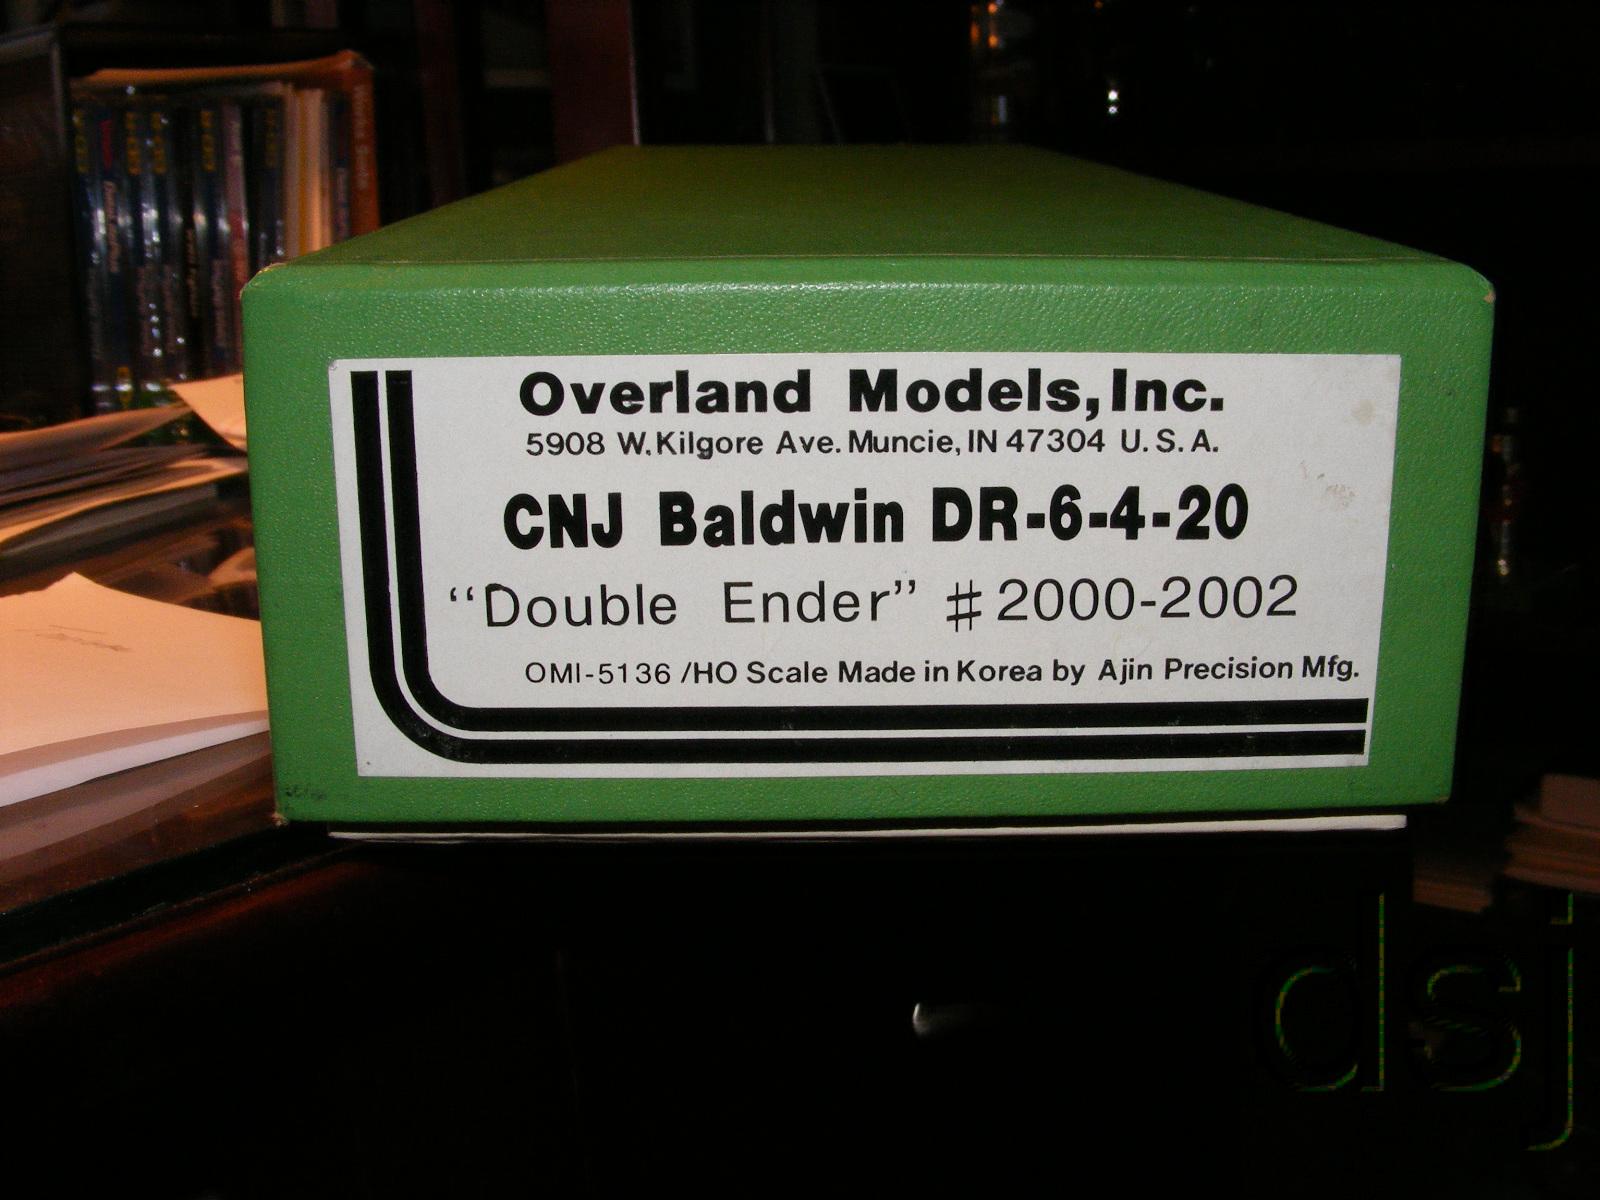 Overland Models, Inc.
5908 W. Kilgore Ave. Muncie, IN 47304 U. S. A.
CNJ Baldwin DR-6-4-20
“Double Ender” # 2000-2002
OMI-5136 /HO Scale Made in Korea by Ajin Precision Mfg.
dsj